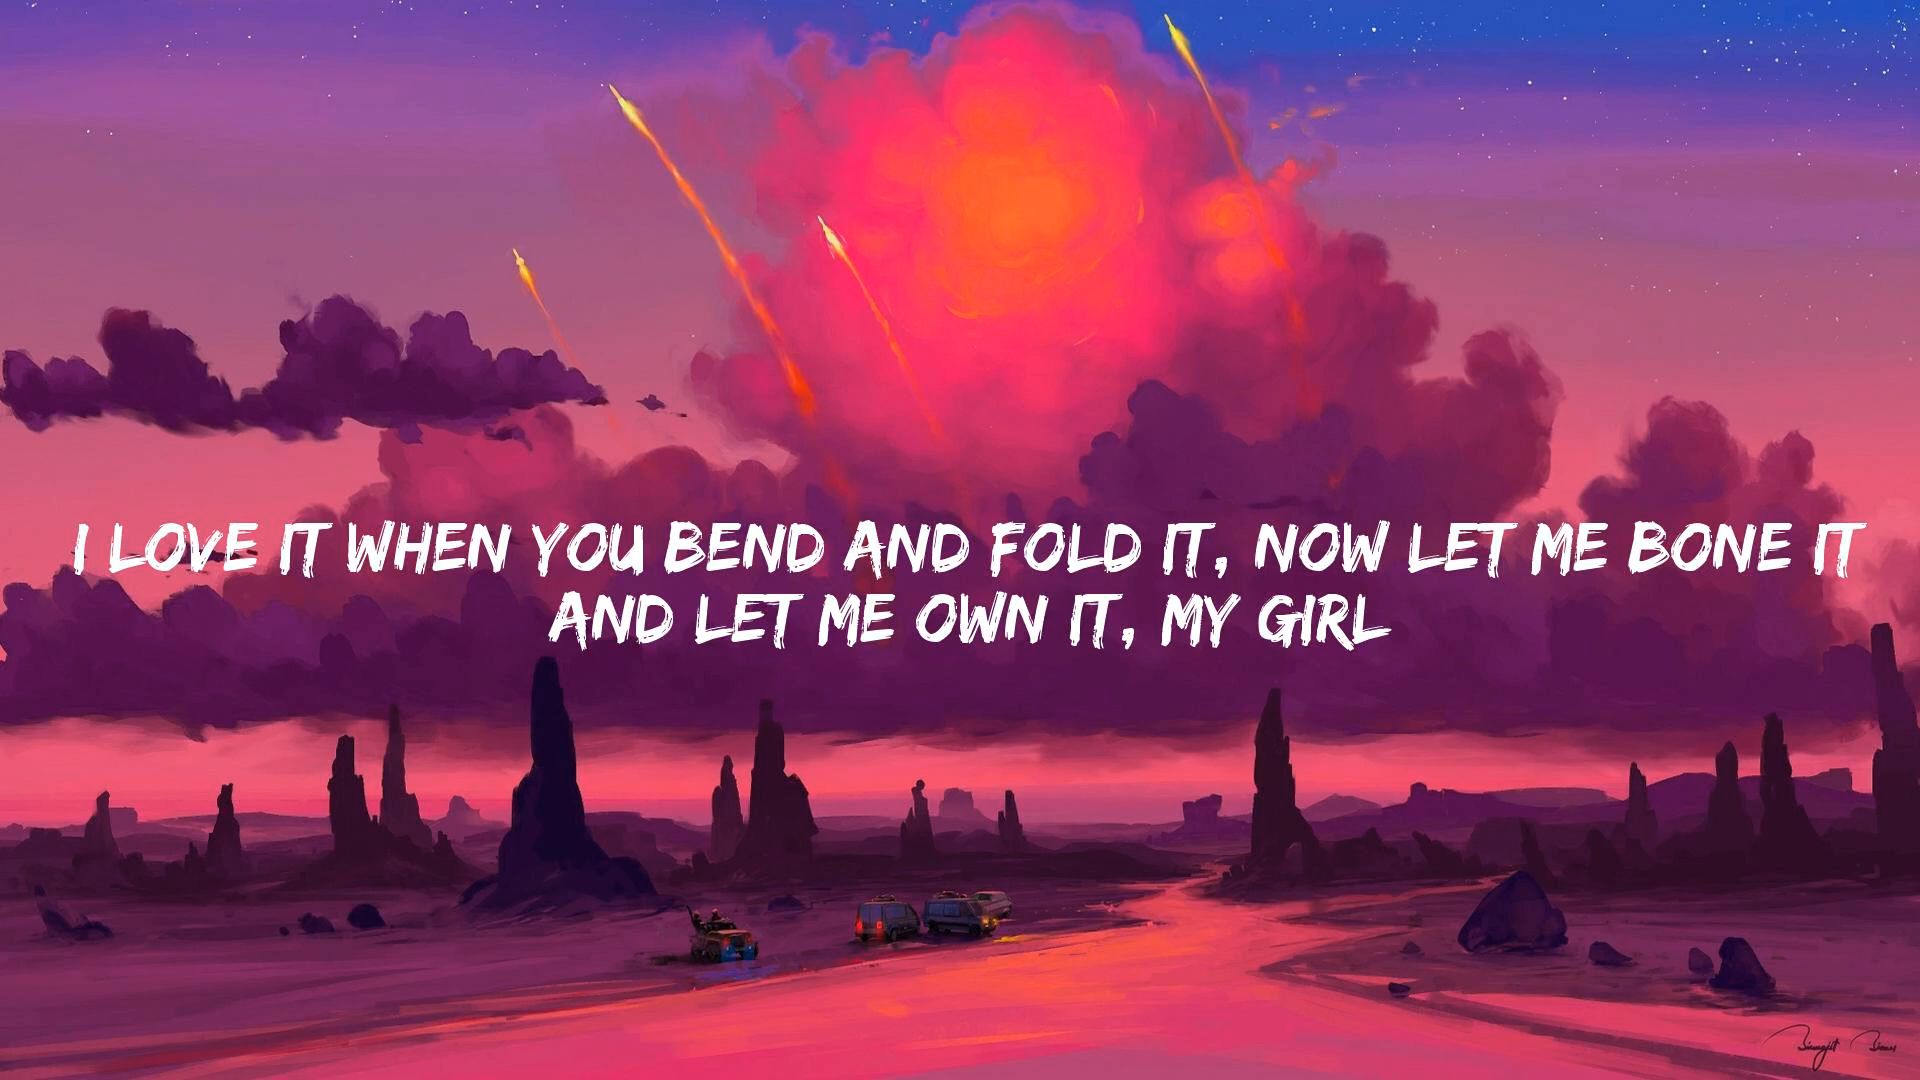 I LOVE IT WHEN YOU BEND AND FOLD IT, NOW LET ME BONE IT
AND LET ME OWN IT, MY GIRL